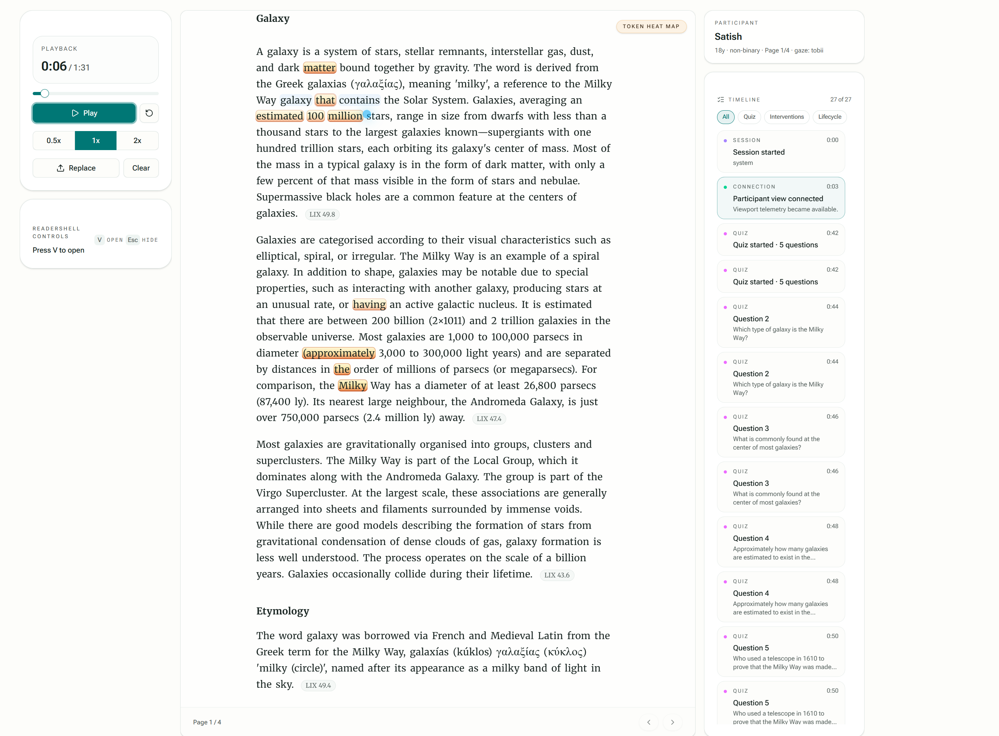 PLAYBACK
0:06 / 1:31
Play
0.5x
1x
2x
Replace
Clear
READERSHELL
CONTROLS
Press V to open
V OPEN Esc HIDE
Galaxy
TOKEN HEAT MAP
A galaxy is a system of stars, stellar remnants, interstellar gas, dust,
and dark matter bound together by gravity. The word is derived from
the Greek galaxias (γαλαξίας), meaning 'milky', a reference to the Milky
Way galaxy that contains the Solar System. Galaxies, averaging an
estimated 100 million stars, range in size from dwarfs with less than a
thousand stars to the largest galaxies known—supergiants with one
hundred trillion stars, each orbiting its galaxy's center of mass. Most of
the mass in a typical galaxy is in the form of dark matter, with only a
few percent of that mass visible in the form of stars and nebulae.
Supermassive black holes are a common feature at the centers of
galaxies. LIX 49.8
Galaxies are categorised according to their visual characteristics such as
elliptical, spiral, or irregular. The Milky Way is an example of a spiral
galaxy. In addition to shape, galaxies may be notable due to special
properties, such as interacting with another galaxy, producing stars at
an unusual rate, or having an active galactic nucleus. It is estimated
that there are between 200 billion (2×1011) and 2 trillion galaxies in the
observable universe. Most galaxies are 1,000 to 100,000 parsecs in
diameter (approximately 3,000 to 300,000 light years) and are separated
by distances in the order of millions of parsecs (or megaparsecs). For
comparison, the Milky Way has a diameter of at least 26,800 parsecs
(87,400 ly). Its nearest large neighbour, the Andromeda Galaxy, is just
over 750,000 parsecs (2.4 million ly) away. LIX 47.4
Most galaxies are gravitationally organised into groups, clusters and
superclusters. The Milky Way is part of the Local Group, which it
dominates along with the Andromeda Galaxy. The group is part of the
Virgo Supercluster. At the largest scale, these associations are generally
arranged into sheets and filaments surrounded by immense voids.
While there are good models describing the formation of stars from
gravitational condensation of dense clouds of gas, galaxy formation is
less well understood. The process operates on the scale of a billion
years. Galaxies occasionally collide during their lifetime. LIX 43.6
Etymology
The word galaxy was borrowed via French and Medieval Latin from the
Greek term for the Milky Way, galaxías (kúklos) γαλαξίας (κύκλος)
'milky (circle)', named after its appearance as a milky band of light in
the sky. LIX 49.4
Page 1 / 4
PARTICIPANT
Satish
18y · non-binary · Page 1/4 · gaze: tobii
TIMELINE 27 of 27
All
Quiz
Interventions
Lifecycle
SESSION 0:00
Session started
system
CONNECTION 0:03
Participant view connected
Viewport telemetry became available.
QUIZ 0:42
Quiz started · 5 questions
QUIZ 0:42
Quiz started · 5 questions
QUIZ 0:44
Question 2
Which type of galaxy is the Milky
Way?
QUIZ 0:44
Question 2
Which type of galaxy is the Milky
Way?
QUIZ 0:46
Question 3
What is commonly found at the
center of most galaxies?
QUIZ 0:46
Question 3
What is commonly found at the
center of most galaxies?
QUIZ 0:48
Question 4
Approximately how many galaxies
are estimated to exist in the...
QUIZ 0:48
Question 4
Approximately how many galaxies
are estimated to exist in the...
QUIZ 0:50
Question 5
Who used a telescope in 1610 to
prove that the Milky Way was made...
QUIZ 0:50
Question 5
Who used a telescope in 1610 to
prove that the Milky Way was made...